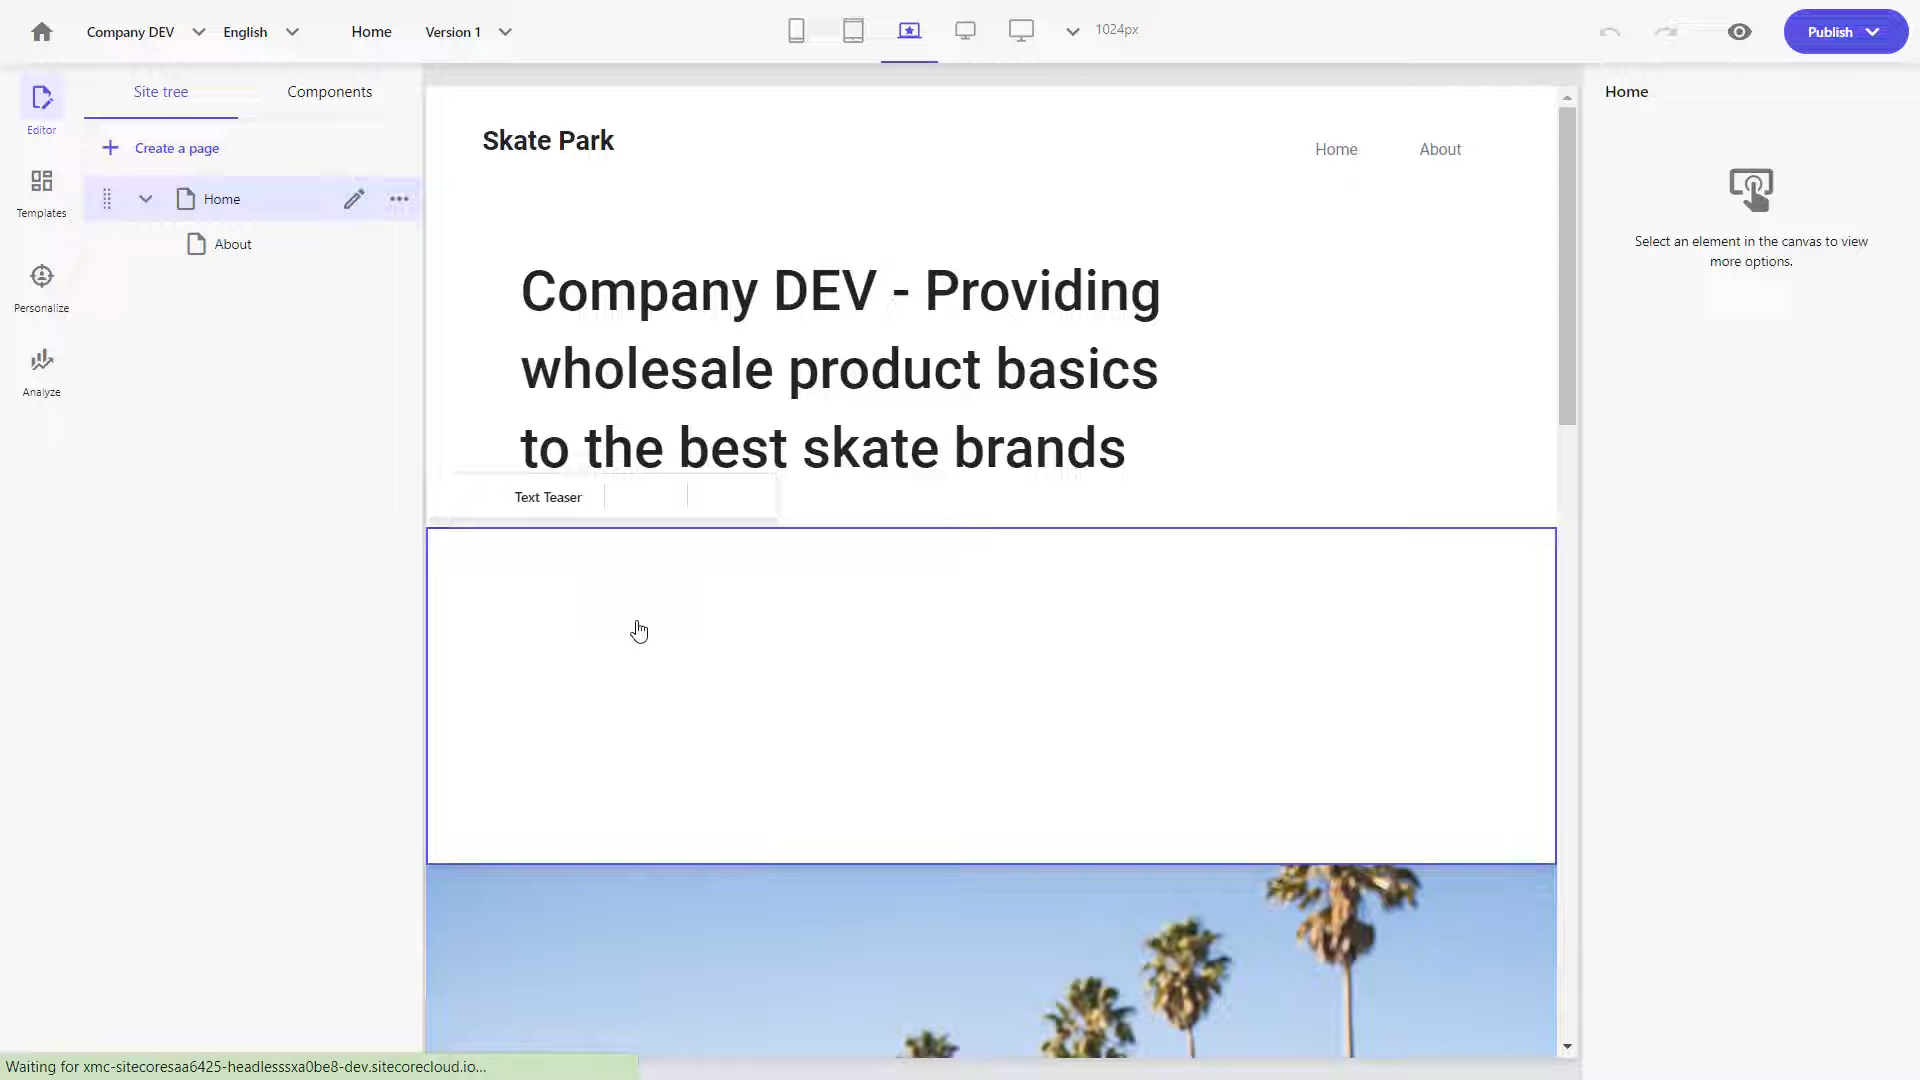 Company DEV
English
Home
Version 1
1024px
Publish
Editor
Templates
Personalize
Analyze
Site tree
Components
Create a page
Home
About
Skate Park
Home
About
Company DEV - Providing
wholesale product basics
to the best skate brands
Text Teaser
Home
Select an element in the canvas to view
more options.
Waiting for xmc-sitecoresaa6425-headlesssxa0be8-dev.sitecorecloud.io...